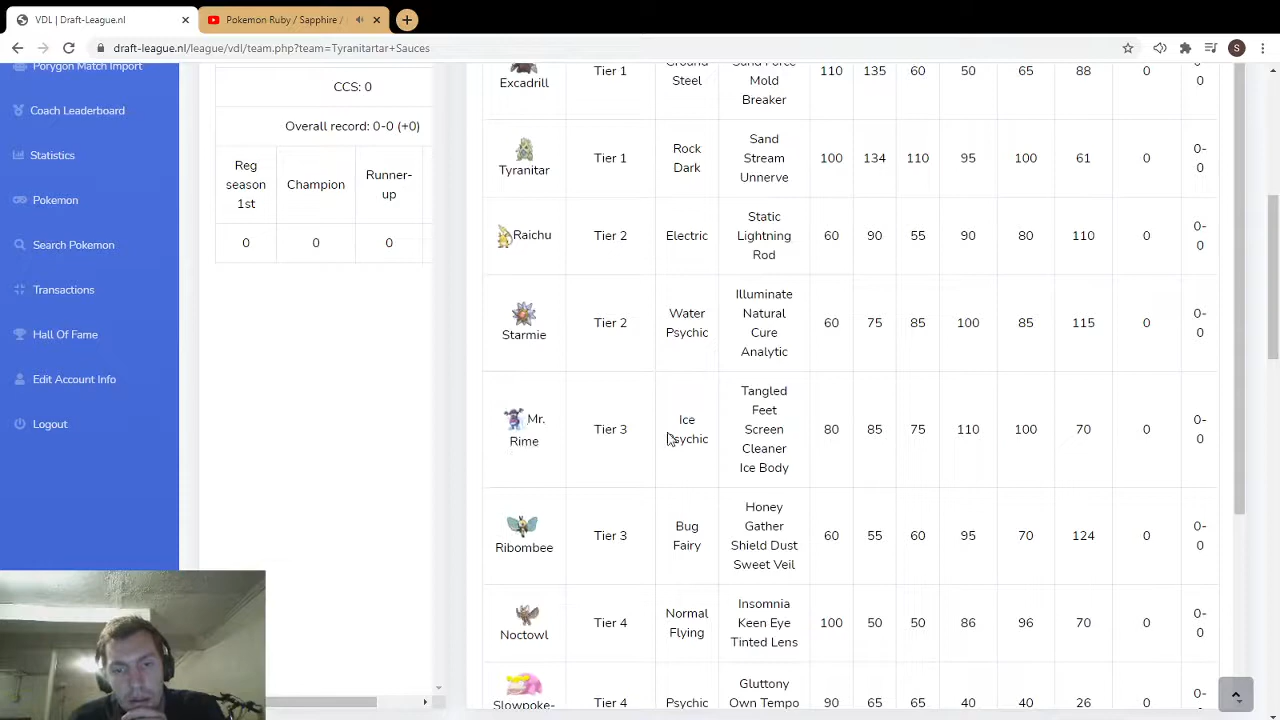 VDL | Draft-League.nl
Pokemon Ruby / Sapphire /
draft-league.nl/league/vdl/team.php?team=Tyranitartar+Sauces
S
Porygon Match Import
Coach Leaderboard
Statistics
Pokemon
Search Pokemon
Transactions
Hall Of Fame
Edit Account Info
Logout
CCS: 0
Overall record: 0-0 (+0)
Reg season 1st
Champion
Runner-up
0
0
0
Excadrill
Tier 1
Ground Steel
Sand Force Mold Breaker
110 135 60 50 65 88 0 0-0
Tyranitar
Tier 1
Rock Dark
Sand Stream Unnerve
100 134 110 95 100 61 0 0-0
Raichu
Tier 2
Electric
Static Lightning Rod
60 90 55 90 80 110 0 0-0
Starmie
Tier 2
Water Psychic
Illuminate Natural Cure Analytic
60 75 85 100 85 115 0 0-0
Mr. Rime
Tier 3
Ice Psychic
Tangled Feet Screen Cleaner Ice Body
80 85 75 110 100 70 0 0-0
Ribombee
Tier 3
Bug Fairy
Honey Gather Shield Dust Sweet Veil
60 55 60 95 70 124 0 0-0
Noctowl
Tier 4
Normal Flying
Insomnia Keen Eye Tinted Lens
100 50 50 86 96 70 0 0-0
Slowpoke-
Tier 4
Psychic
Gluttony Own Tempo
90 65 65 40 40 26 0 0-